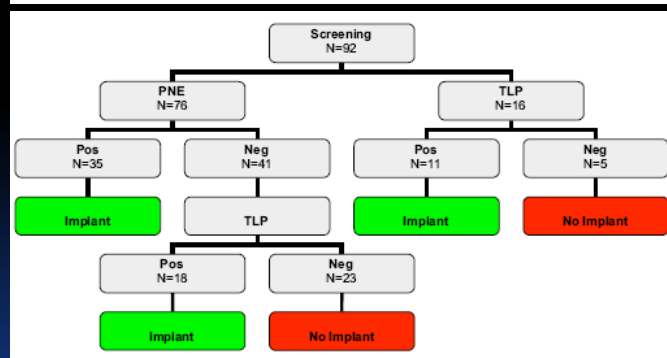 Screening
N=92
PNE
N=76
TLP
N=16
Pos
N=35
Neg
N=41
Pos
N=11
Neg
N=5
Implant
TLP
Implant
No Implant
Pos
N=18
Neg
N=23
Implant
No Implant